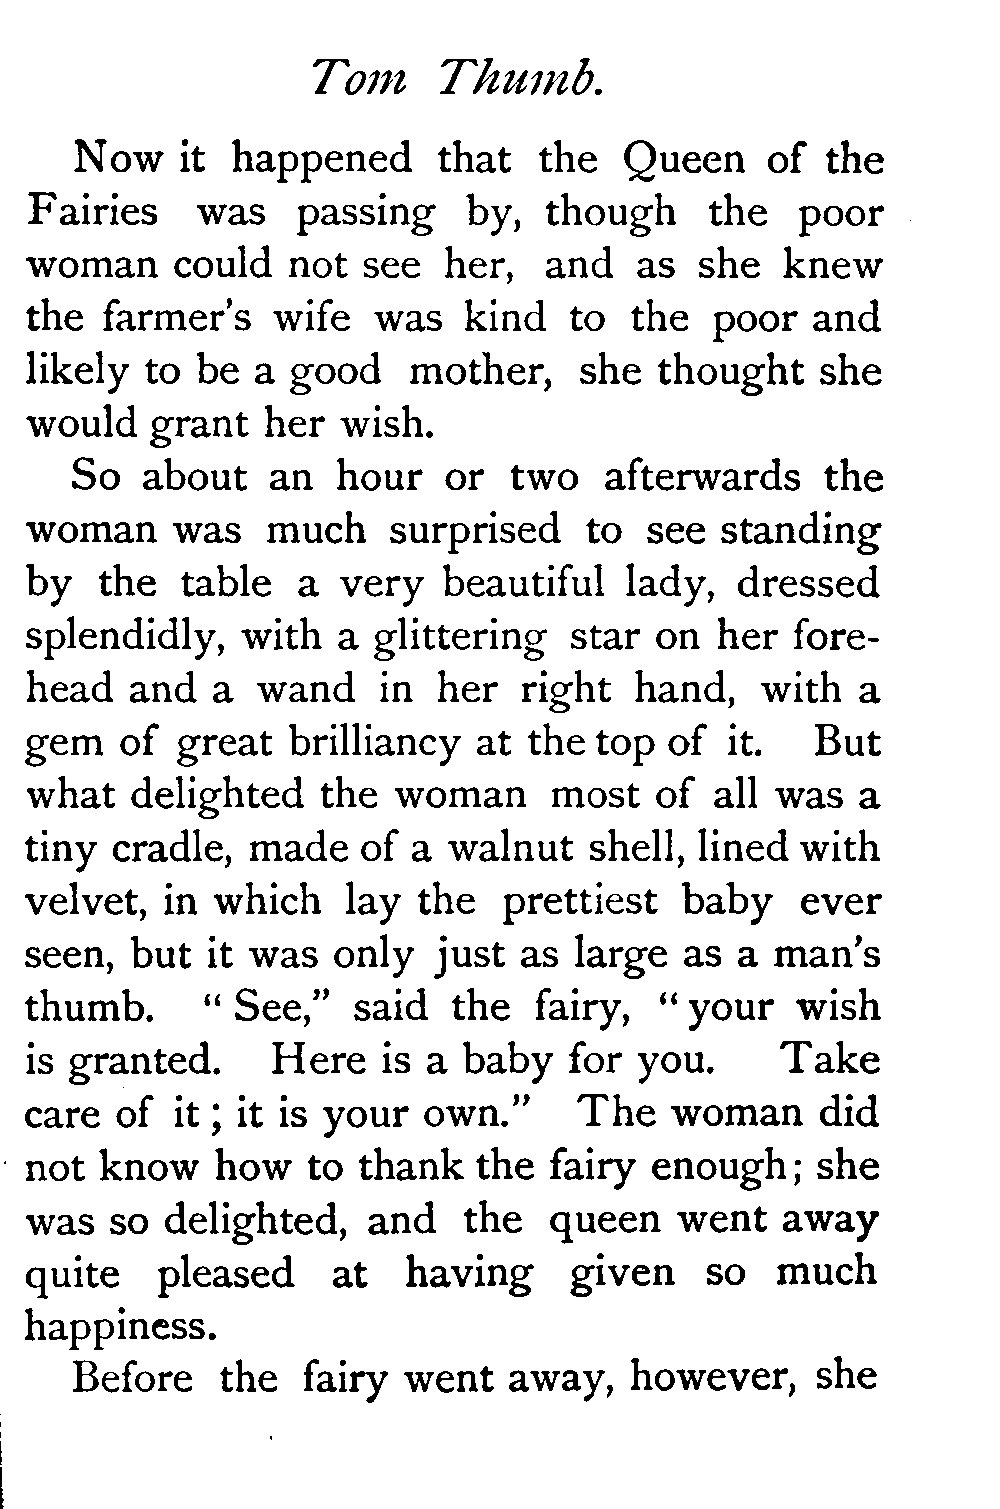 Tom Thumb.
Now it happened that the Queen of the
Fairies was passing by, though the poor
woman could not see her, and as she knew
the farmer's wife was kind to the poor and
likely to be a good mother, she thought she
would grant her wish.
So about an hour or two afterwards the
woman was much surprised to see standing
by the table a very beautiful lady, dressed
splendidly, with a glittering star on her fore-
head and a wand in her right hand, with a
gem of great brilliancy at the top of it. But
what delighted the woman most of all was a
tiny cradle, made of a walnut shell, lined with
velvet, in which lay the prettiest baby ever
seen, but it was only just as large as a man's
thumb. "See," said the fairy, "your wish
is granted. Here is a baby for you. Take
care of it; it is your own." The woman did
not know how to thank the fairy enough; she
was so delighted, and the queen went away
quite pleased at having given so much
happiness.
Before the fairy went away, however, she